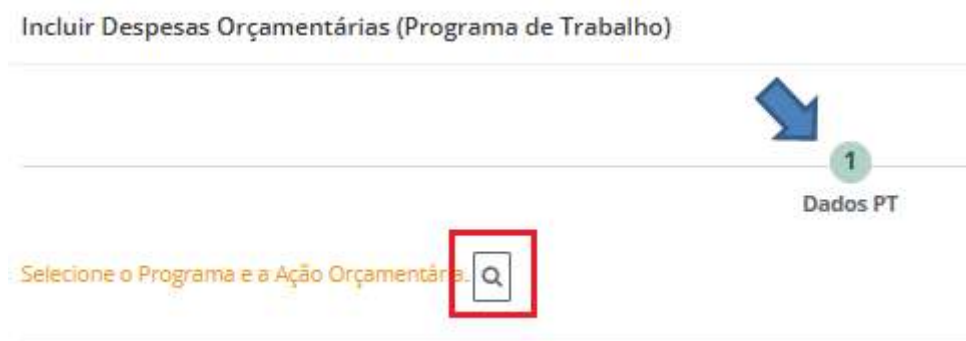 Incluir Despesas Orçamentárias (Programa de Trabalho)
1
Dados PT
Selecione o Programa e a Ação Orçamentária.